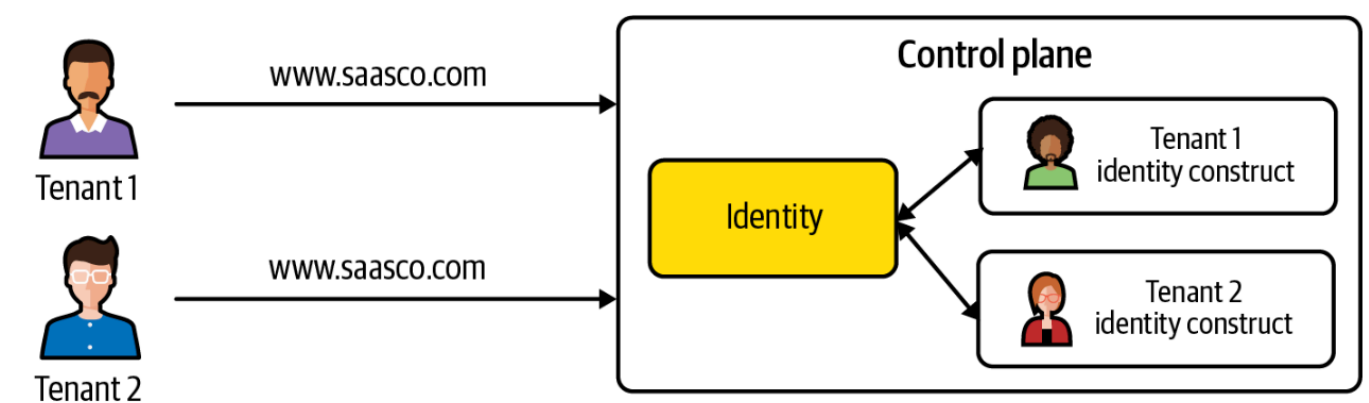 www.saasco.com
Tenant 1
www.saasco.com
Tenant 2
Control plane
Identity
Tenant 1
identity construct
Tenant 2
identity construct